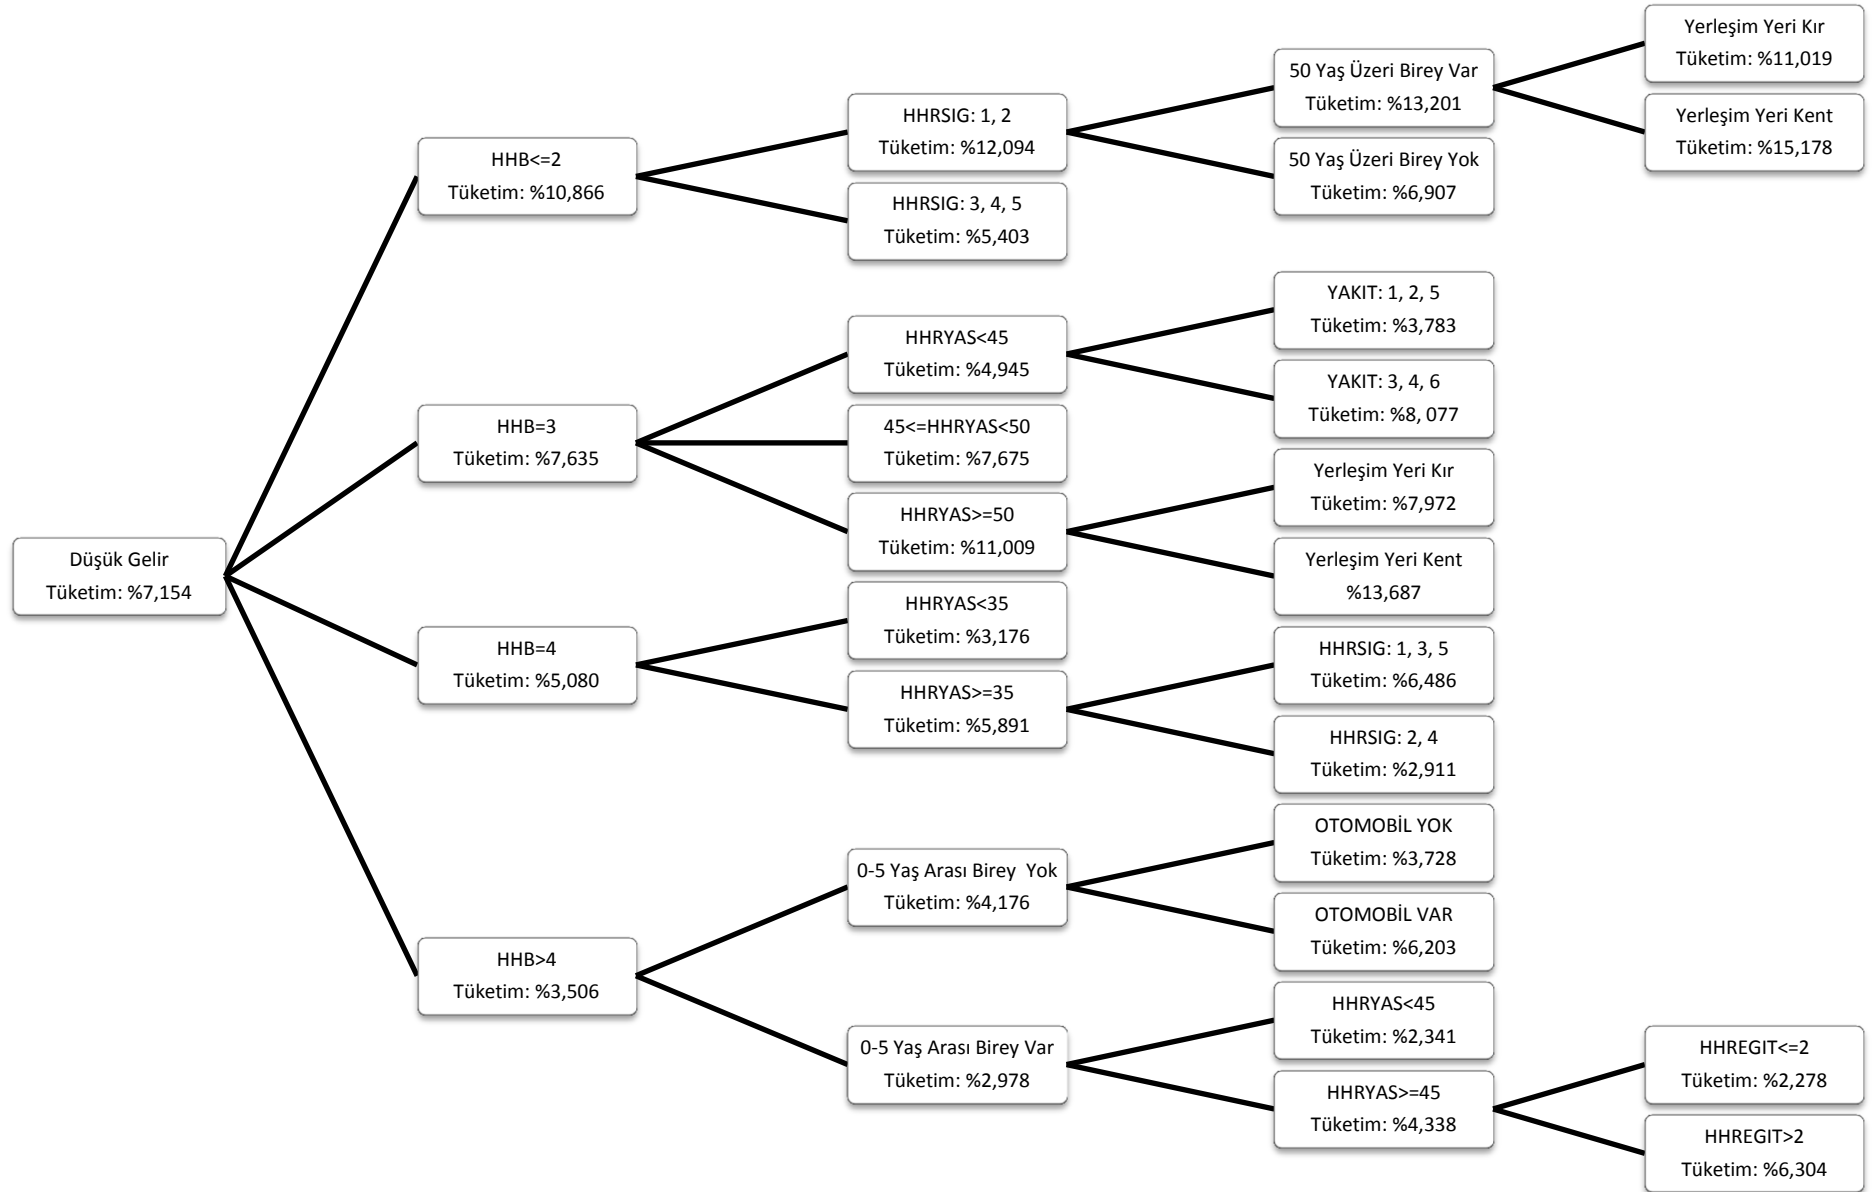 Düşük Gelir
Tüketim: %7,154
HHB<=2
Tüketim: %10,866
HHRSIG: 1, 2
Tüketim: %12,094
50 Yaş Üzeri Birey Var
Tüketim: %13,201
Yerleşim Yeri Kır
Tüketim: %11,019
Yerleşim Yeri Kent
Tüketim: %15,178
50 Yaş Üzeri Birey Yok
Tüketim: %6,907
HHRSIG: 3, 4, 5
Tüketim: %5,403
HHB=3
Tüketim: %7,635
HHRYAS<45
Tüketim: %4,945
YAKIT: 1, 2, 5
Tüketim: %3,783
YAKIT: 3, 4, 6
Tüketim: %8, 077
45<=HHRYAS<50
Tüketim: %7,675
HHRYAS>=50
Tüketim: %11,009
Yerleşim Yeri Kır
Tüketim: %7,972
Yerleşim Yeri Kent
%13,687
HHB=4
Tüketim: %5,080
HHRYAS<35
Tüketim: %3,176
HHRYAS>=35
Tüketim: %5,891
HHRSIG: 1, 3, 5
Tüketim: %6,486
HHRSIG: 2, 4
Tüketim: %2,911
HHB>4
Tüketim: %3,506
0-5 Yaş Arası Birey  Yok
Tüketim: %4,176
OTOMOBİL YOK
Tüketim: %3,728
OTOMOBİL VAR
Tüketim: %6,203
0-5 Yaş Arası Birey Var
Tüketim: %2,978
HHRYAS<45
Tüketim: %2,341
HHRYAS>=45
Tüketim: %4,338
HHREGIT<=2
Tüketim: %2,278
HHREGIT>2
Tüketim: %6,304